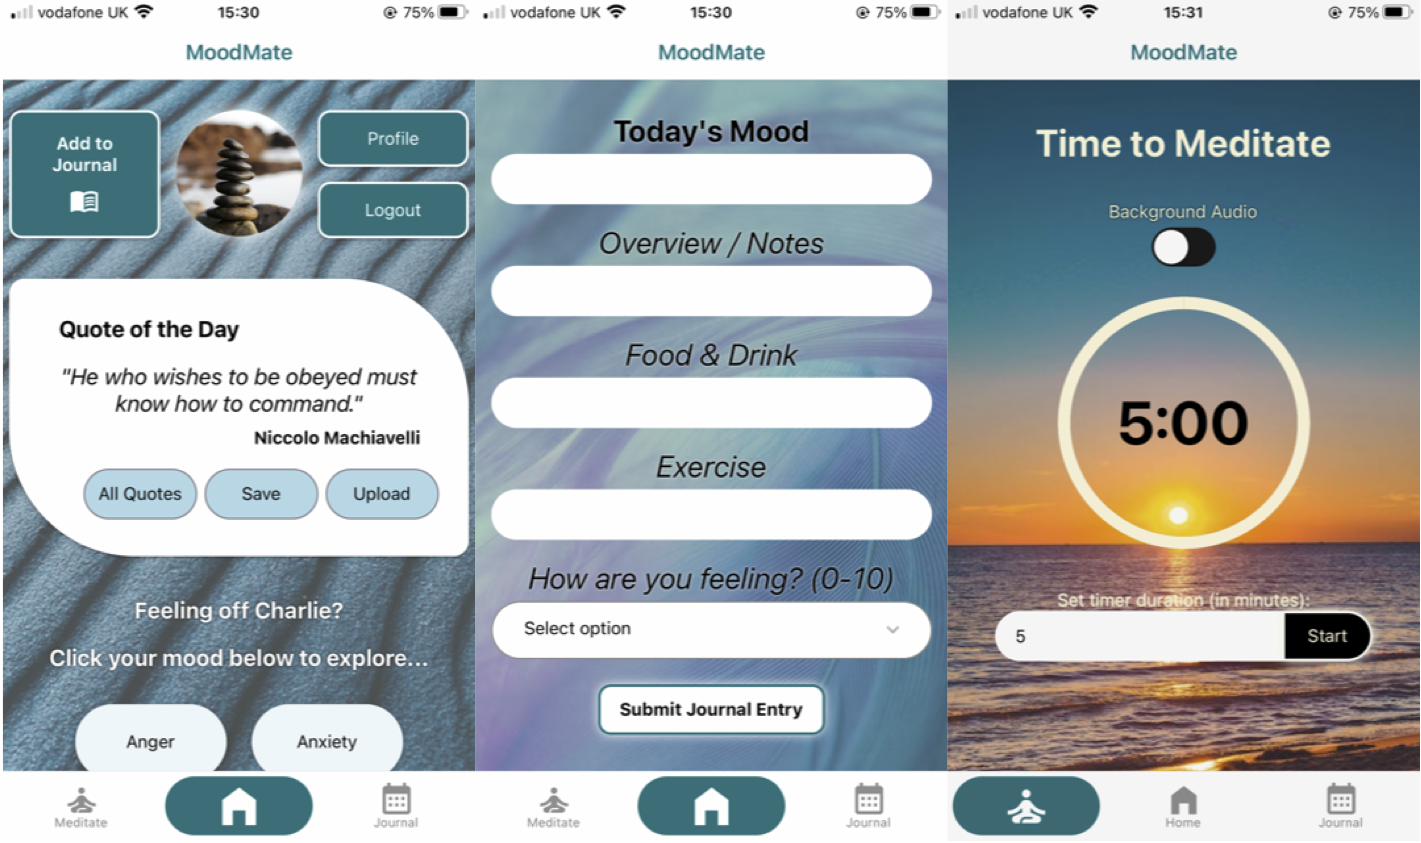 vodafone UK
15:30
75%
MoodMate
Add to
Journal
Profile
Logout
Quote of the Day
"He who wishes to be obeyed must
know how to command."
Niccolo Machiavelli
All Quotes
Save
Upload
Feeling off Charlie?
Click your mood below to explore...
Anger
Anxiety
Meditate
Journal
vodafone UK
15:30
75%
MoodMate
Today's Mood
Overview / Notes
Food & Drink
Exercise
How are you feeling? (0-10)
Select option
Submit Journal Entry
Meditate
Journal
vodafone UK
15:31
75%
MoodMate
Time to Meditate
Background Audio
5:00
Set timer duration (in minutes):
5
Start
Home
Journal